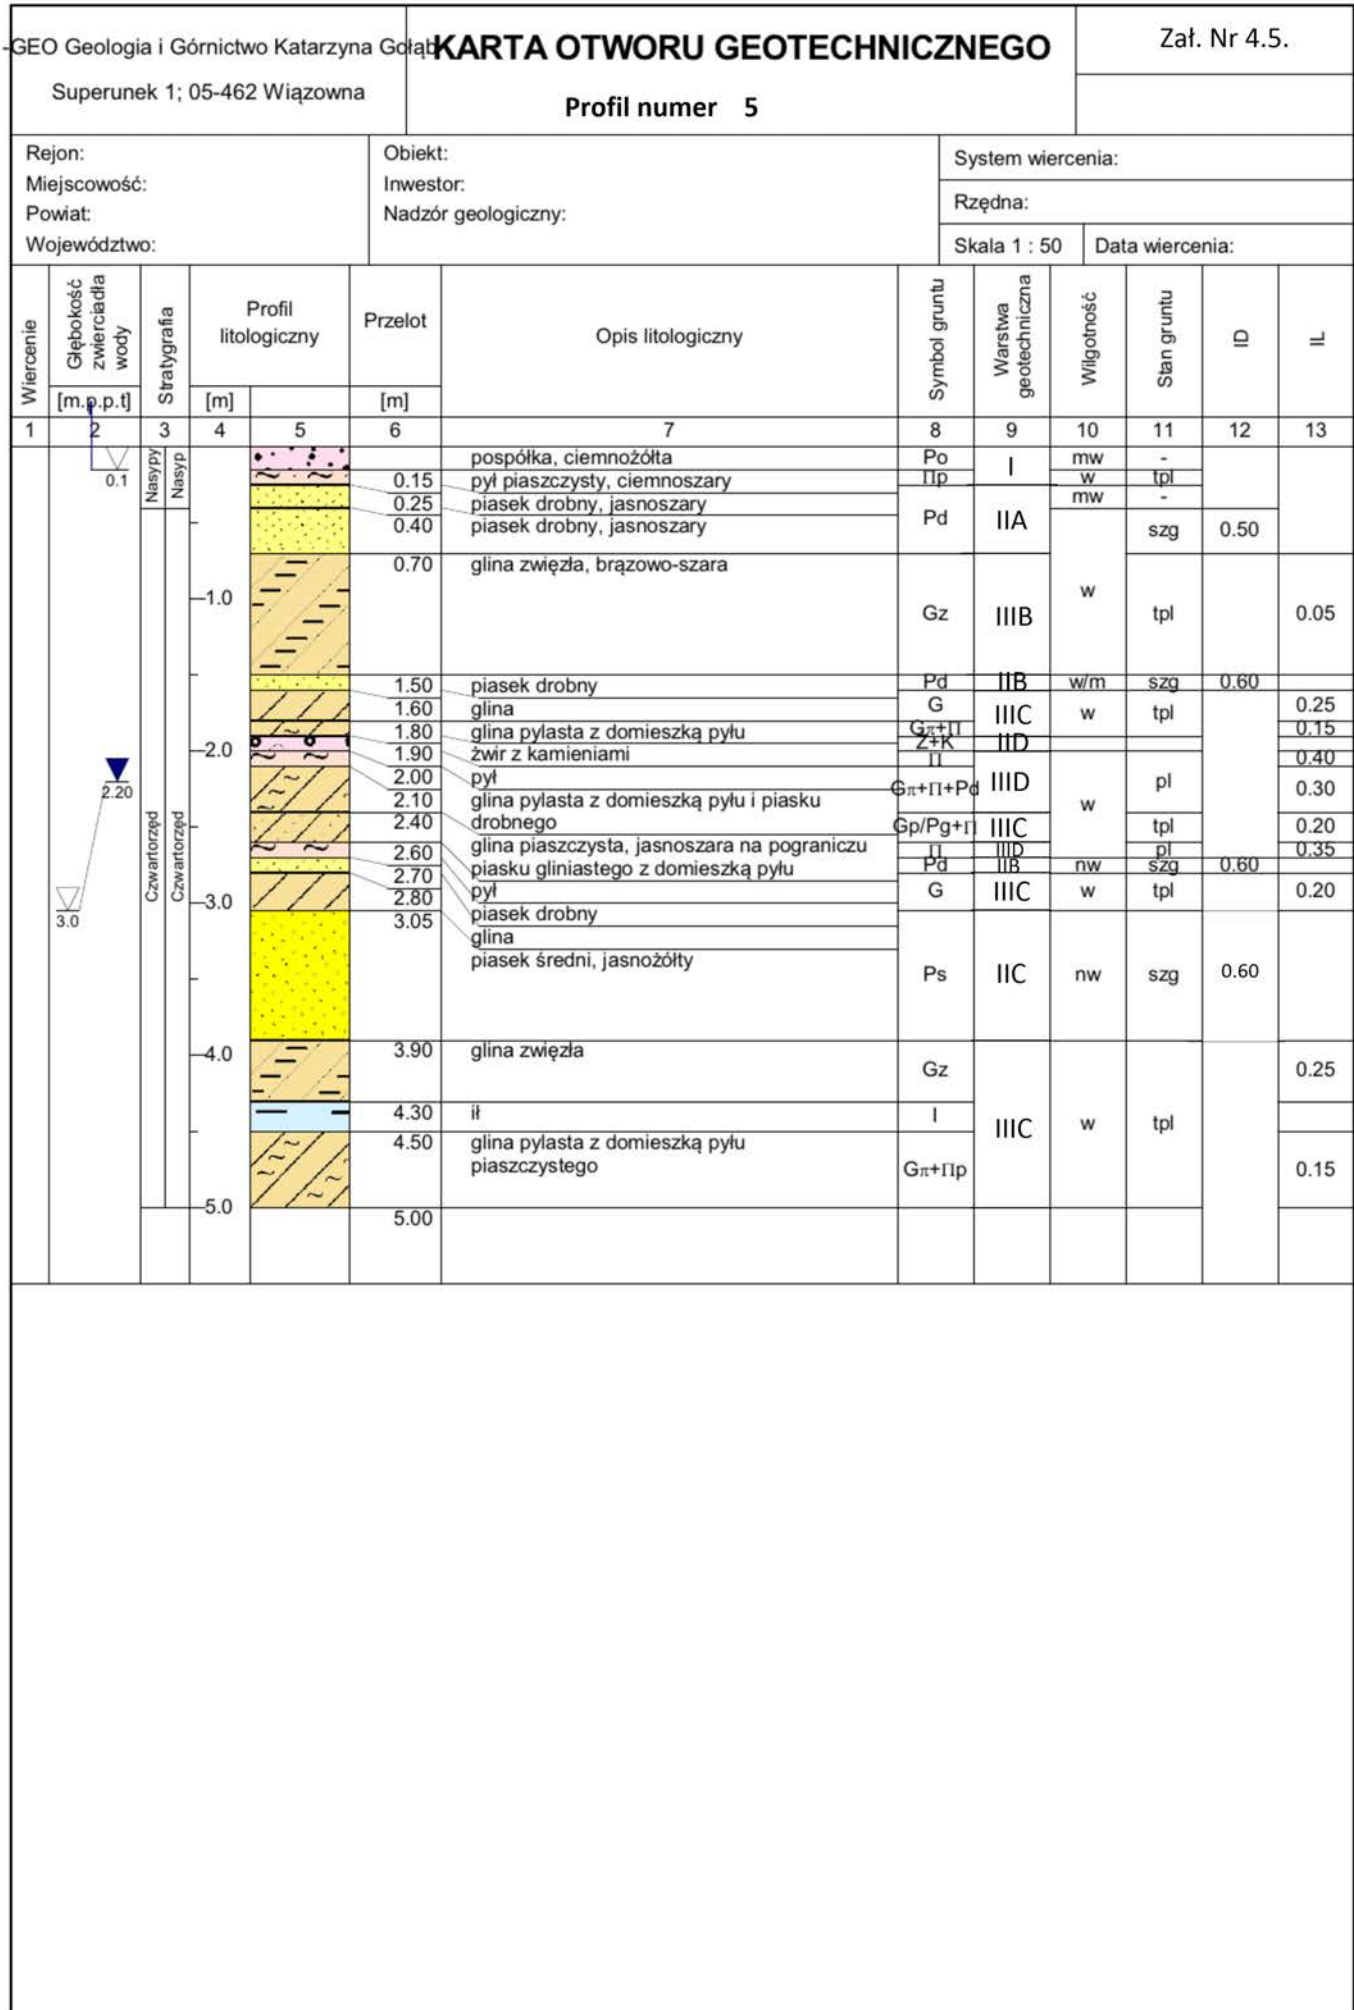 -GEO Geologia i Górnictwo Katarzyna Gołąb
Superunek 1; 05-462 Wiązowna
KARTA OTWORU GEOTECHNICZNEGO
Profil numer 5
Zał. Nr 4.5.
Rejon:
Miejscowość:
Powiat:
Województwo:
Obiekt:
Inwestor:
Nadzór geologiczny:
System wiercenia:
Rzędna:
Skala 1 : 50
Data wiercenia:
Wiercenie
Głębokość zwierciadła wody
[m.p.p.t]
Stratygrafia
Profil litologiczny
[m]
Przelot
[m]
Opis litologiczny
Symbol gruntu
Warstwa geotechniczna
Wilgotność
Stan gruntu
ID
IL
1 2 3 4 5 6 7 8 9 10 11 12 13
0.1
2.20
3.0
Nasypy
Nasyp
Czwartorzęd
Czwartorzęd
1.0
2.0
3.0
4.0
5.0
pospółka, ciemnożółta Po I mw -
0.15 pył piaszczysty, ciemnoszary Πp w tpl
0.25 piasek drobny, jasnoszary mw -
0.40 piasek drobny, jasnoszary Pd IIA szg 0.50
0.70 glina zwięzła, brązowo-szara
w
Gz IIIB tpl 0.05
1.50 piasek drobny Pd IIB w/m szg 0.60
1.60 glina G IIIC w tpl 0.25
1.80 glina pylasta z domieszką pyłu Gπ+Π 0.15
1.90 żwir z kamieniami Ż+K IID
2.00 pył Π 0.40
2.10 glina pylasta z domieszką pyłu i piasku
drobnego
Gπ+Π+Pd IIID w pl 0.30
2.40 glina piaszczysta, jasnoszara na pograniczu
piasku gliniastego z domieszką pyłu
Gp/Pg+Π IIIC tpl 0.20
2.60 pył Π IIID pl 0.35
2.70 piasek drobny Pd IIB nw szg 0.60
2.80 glina G IIIC w tpl 0.20
3.05 piasek średni, jasnożółty
Ps IIC nw szg 0.60
3.90 glina zwięzła Gz 0.25
4.30 ił I
IIIC w tpl
4.50 glina pylasta z domieszką pyłu
piaszczystego
Gπ+Πp 0.15
5.00